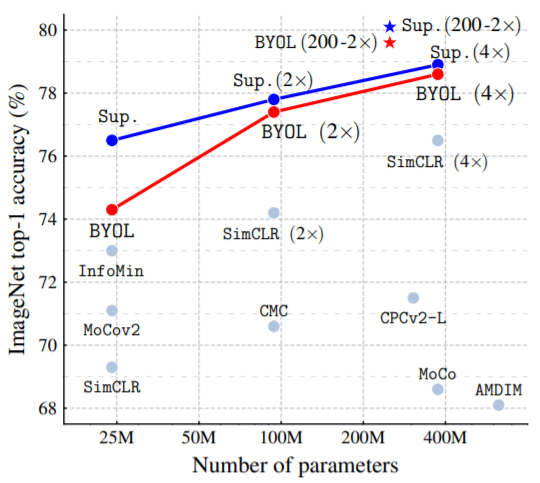 ImageNet top-1 accuracy (%)
80
78
76
74
72
70
68
Sup.(200-2×)
BYOL(200-2×)
Sup.(4×)
Sup.(2×)
BYOL (4×)
Sup.
BYOL (2×)
SimCLR (4×)
BYOL
SimCLR (2×)
InfoMin
CMC
CPCv2-L
MoCov2
MoCo
SimCLR
AMDIM
25M 50M 100M 200M 400M
Number of parameters